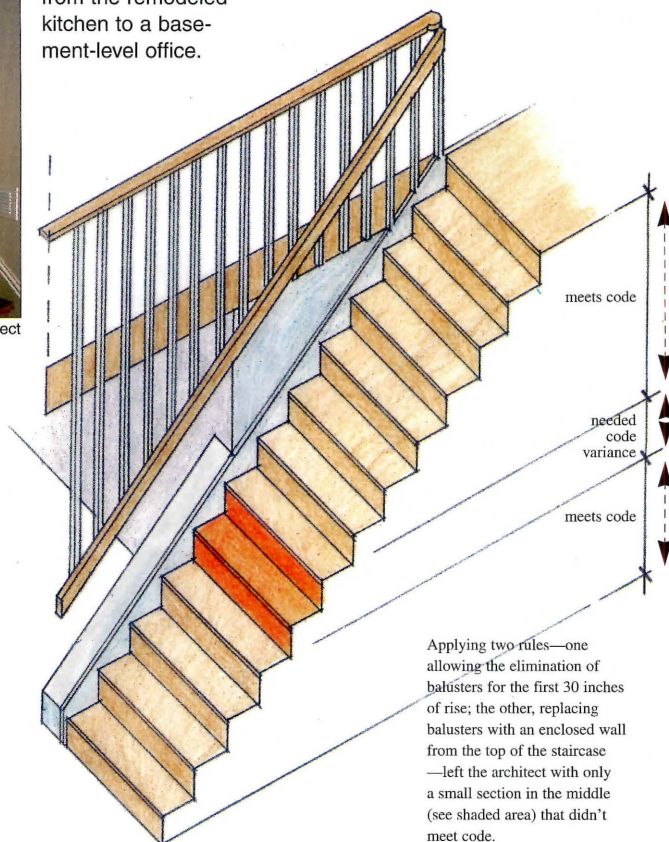 from the remodeled
kitchen to a base-
ment-level office.
ect
meets code
needed
code
variance
meets code
Applying two rules—one
allowing the elimination of
balusters for the first 30 inches
of rise; the other, replacing
balusters with an enclosed wall
from the top of the staircase
—left the architect with only
a small section in the middle
(see shaded area) that didn't
meet code.